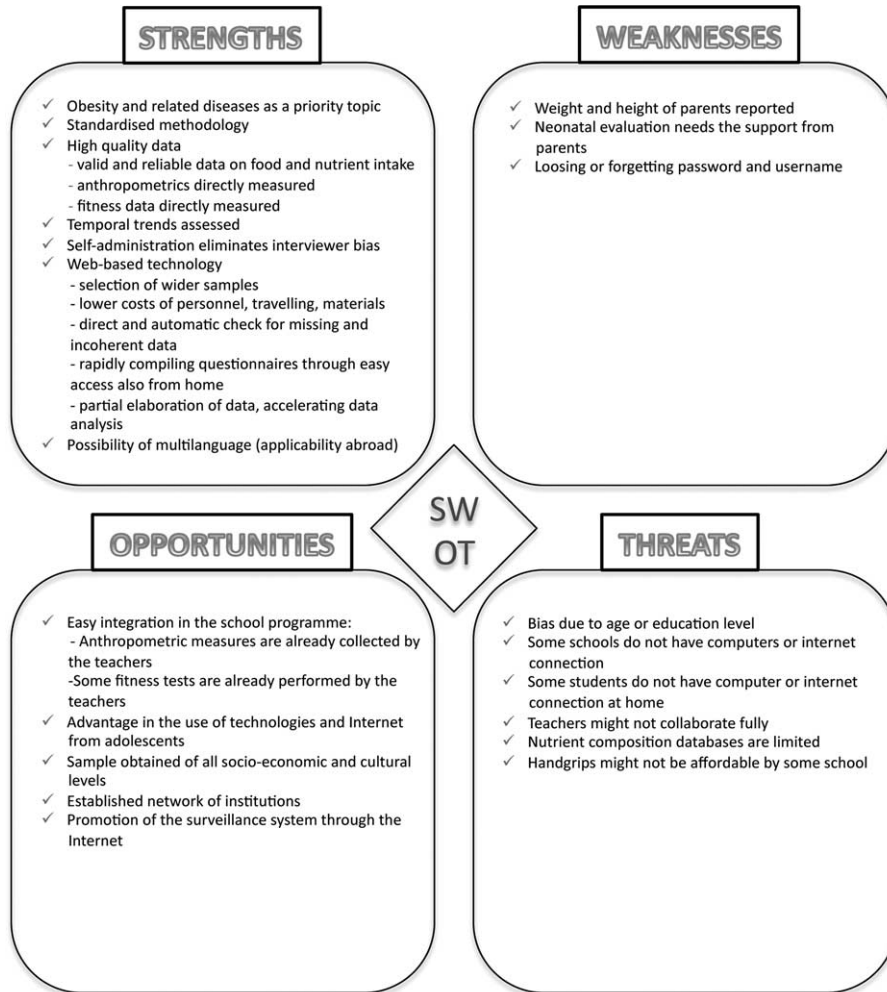 STRENGTHS
✓ Obesity and related diseases as a priority topic
✓ Standardised methodology
✓ High quality data
- valid and reliable data on food and nutrient intake
- anthropometrics directly measured
- fitness data directly measured
✓ Temporal trends assessed
✓ Self-administration eliminates interviewer bias
✓ Web-based technology
- selection of wider samples
- lower costs of personnel, travelling, materials
- direct and automatic check for missing and
incoherent data
- rapidly compiling questionnaires through easy
access also from home
- partial elaboration of data, accelerating data
analysis
✓ Possibility of multilanguage (applicability abroad)
WEAKNESSES
✓ Weight and height of parents reported
✓ Neonatal evaluation needs the support from
parents
✓ Loosing or forgetting password and username
SW
OT
OPPORTUNITIES
✓ Easy integration in the school programme:
- Anthropometric measures are already collected by
the teachers
-Some fitness tests are already performed by the
teachers
✓ Advantage in the use of technologies and Internet
from adolescents
✓ Sample obtained of all socio-economic and cultural
levels
✓ Established network of institutions
✓ Promotion of the surveillance system through the
Internet
THREATS
✓ Bias due to age or education level
✓ Some schools do not have computers or internet
connection
✓ Some students do not have computer or internet
connection at home
✓ Teachers might not collaborate fully
✓ Nutrient composition databases are limited
✓ Handgrips might not be affordable by some school